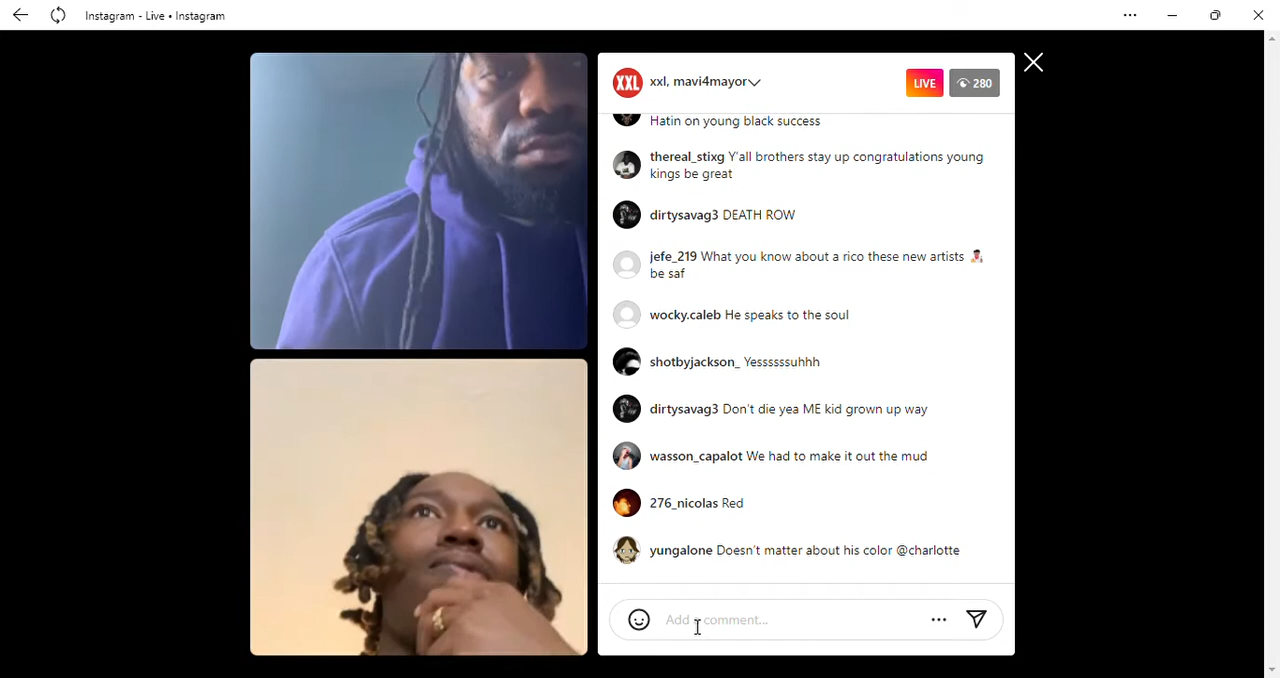 Instagram - Live • Instagram
XXL xxl, mavi4mayor
LIVE 280
Hatin on young black success
thereal_stixg Y'all brothers stay up congratulations young
kings be great
dirtysavag3 DEATH ROW
jefe_219 What you know about a rico these new artists
be saf
wocky.caleb He speaks to the soul
shotbyjackson_ Yesssssuhhh
dirtysavag3 Don't die yea ME kid grown up way
wasson_capalot We had to make it out the mud
276_nicolas Red
yungalone Doesn't matter about his color @charlotte
Add a comment...